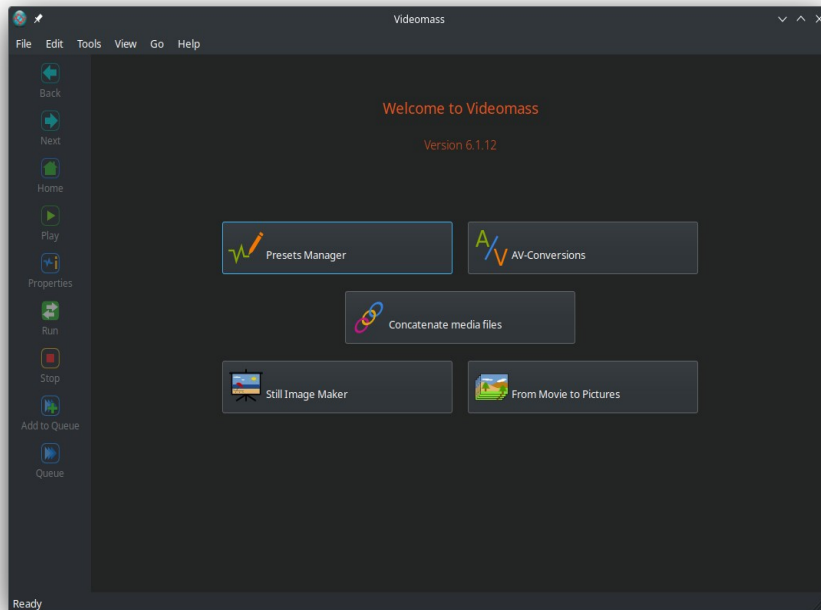 Videomass
File Edit Tools View Go Help
Back
Next
Home
Play
Properties
Run
Stop
Add to Queue
Queue
Welcome to Videomass
Version 6.1.12
Presets Manager
AV-Conversions
Concatenate media files
Still Image Maker
From Movie to Pictures
Ready